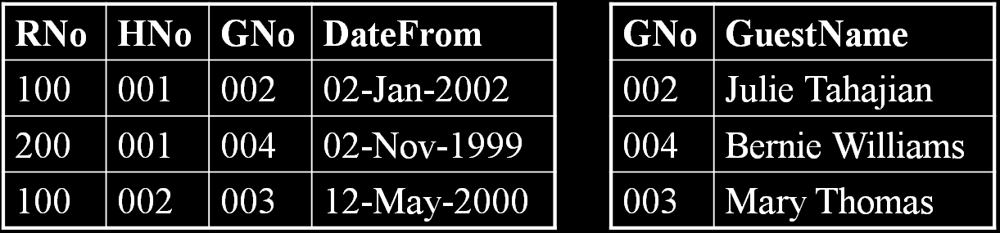 RNo HNo GNo DateFrom
100 001 002 02-Jan-2002
200 001 004 02-Nov-1999
100 002 003 12-May-2000
GNo GuestName
002 Julie Tahajian
004 Bernie Williams
003 Mary Thomas